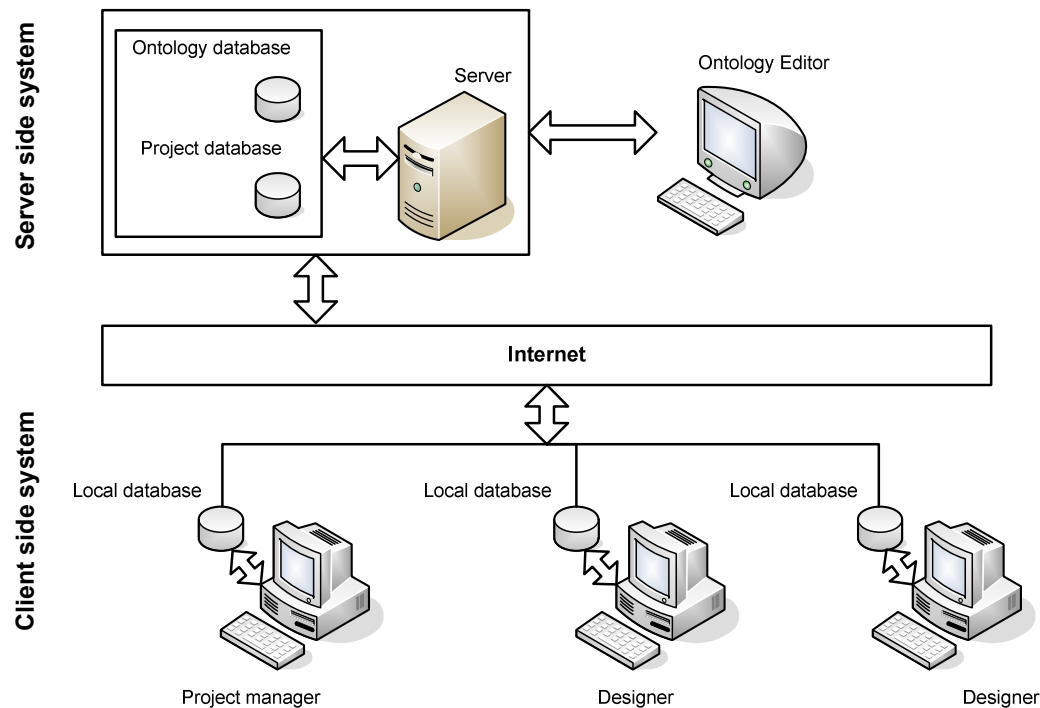 Server side system
Ontology database
Project database
Server
Ontology Editor
Internet
Client side system
Local database
Local database
Local database
Project manager
Designer
Designer